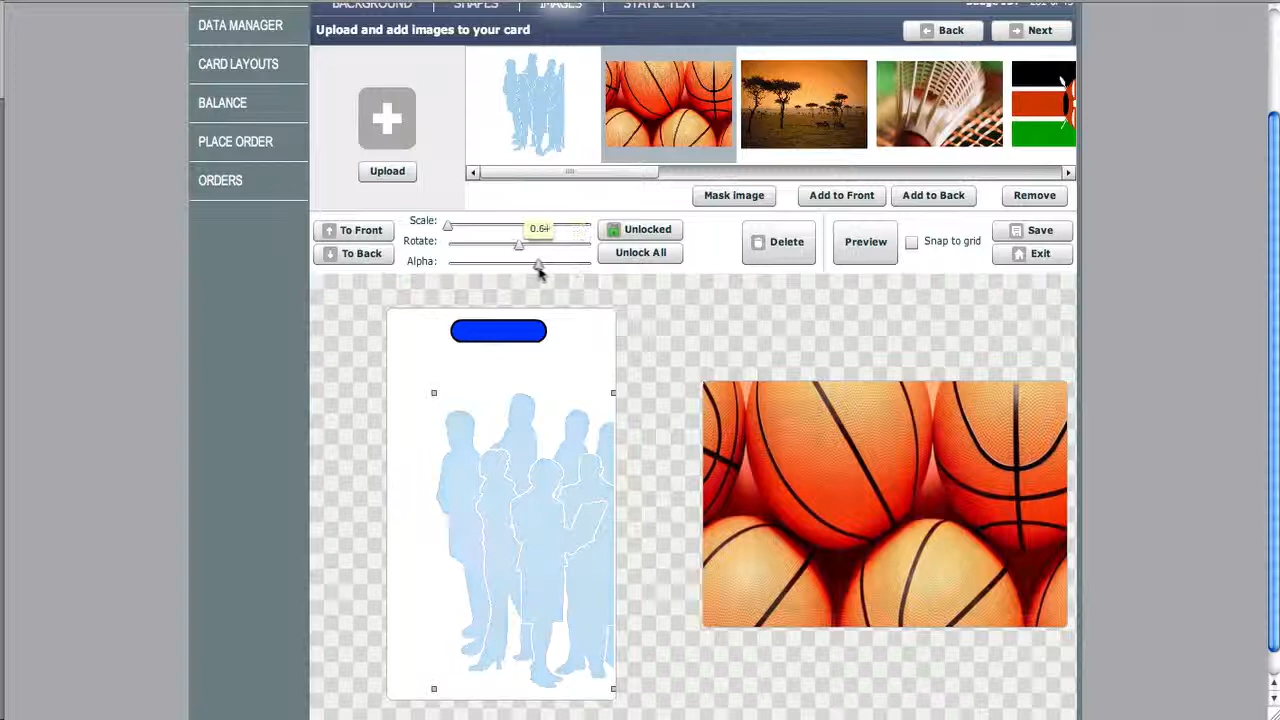 BACKGROUND | SHAPES | IMAGES | STATIC TEXT
DATA MANAGER
Upload and add images to your card
Back
Next
CARD LAYOUTS
BALANCE
PLACE ORDER
Upload
ORDERS
Mask image
Add to Front
Add to Back
Remove
To Front
Scale:
0.64
Unlocked
Rotate:
Delete
Preview
Snap to grid
Save
To Back
Alpha:
Unlock All
Exit